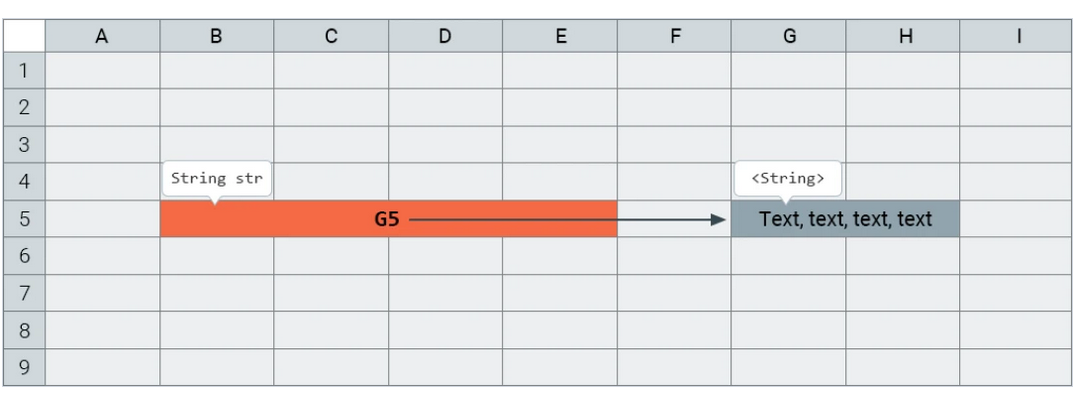 A B C D E F G H I
1
2
3
4 String str <String>
5 G5 Text, text, text, text
6
7
8
9